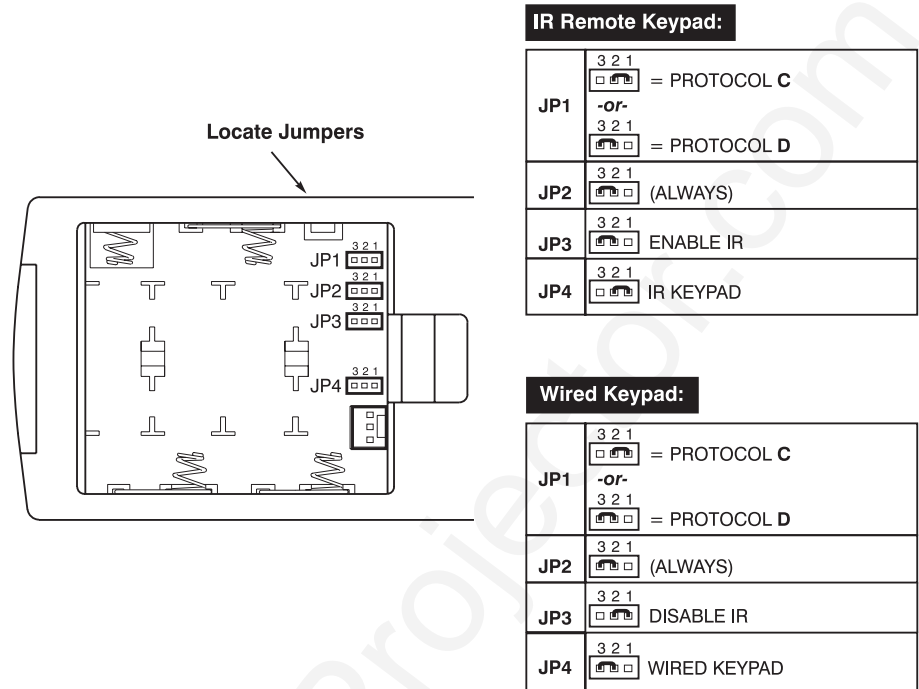 Locate Jumpers
3 2 1
JP1
3 2 1
JP2
3 2 1
JP3
3 2 1
JP4
IR Remote Keypad:
JP1
3 2 1
= PROTOCOL C
-or-
3 2 1
= PROTOCOL D
JP2
3 2 1
(ALWAYS)
JP3
3 2 1
ENABLE IR
JP4
3 2 1
IR KEYPAD
Wired Keypad:
JP1
3 2 1
= PROTOCOL C
-or-
3 2 1
= PROTOCOL D
JP2
3 2 1
(ALWAYS)
JP3
3 2 1
DISABLE IR
JP4
3 2 1
WIRED KEYPAD
Projector.com